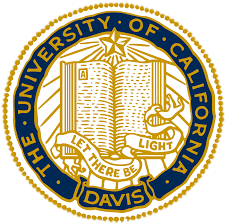 · THE · UNIVERSITY · OF · CALIFORNIA ·
A
LET THERE BE LIGHT
DAVIS